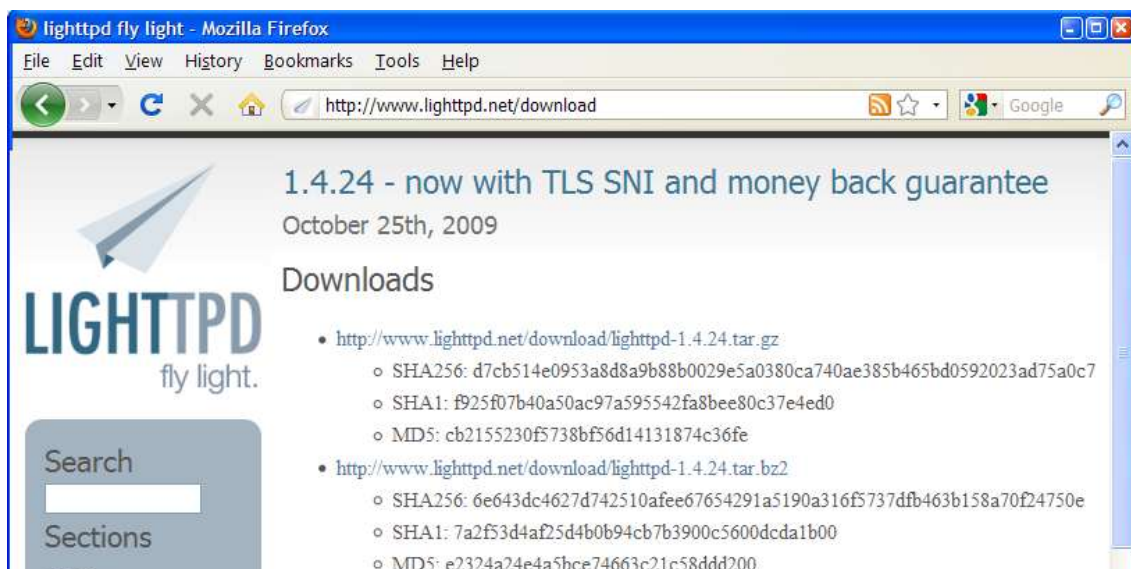 lighttpd fly light - Mozilla Firefox
File Edit View History Bookmarks Tools Help
http://www.lighttpd.net/download
Google
1.4.24 - now with TLS SNI and money back guarantee
October 25th, 2009
LIGHTTPD
fly light.
Downloads
http://www.lighttpd.net/download/lighttpd-1.4.24.tar.gz
SHA256: d7cb514e0953a8d8a9b88b0029e5a0380ca740ae385b465bd0592023ad75a0c7
SHA1: f925f07b40a50ac97a595542fa8bee80c37e4ed0
MD5: cb2155230f5738bf56d14131874c36fe
http://www.lighttpd.net/download/lighttpd-1.4.24.tar.bz2
SHA256: 6e643dc4627d742510afee67654291a5190a316f5737dfb463b158a70f24750e
SHA1: 7a2f53d4af25d4b0b94cb7b3900c5600dcda1b00
MD5: e2324a24e4a5bce74663c21c58ddd200
Search
Sections